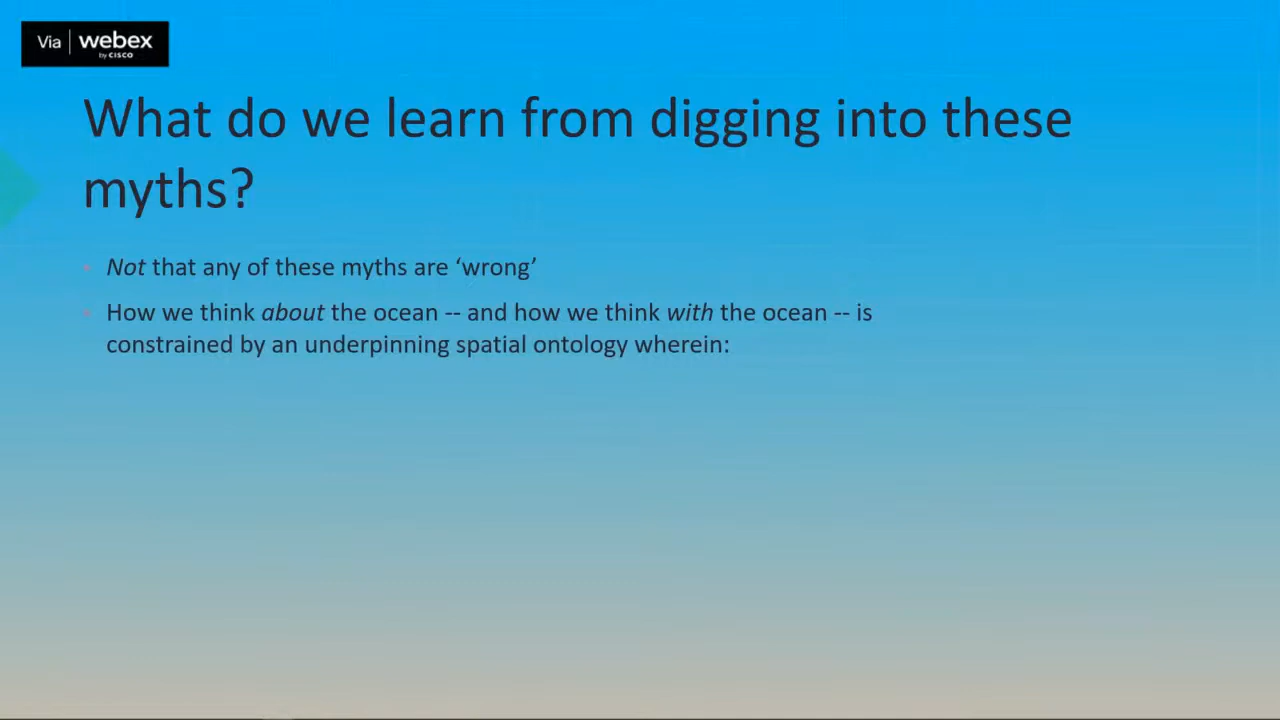 Via | webex
by CISCO
What do we learn from digging into these
myths?
Not that any of these myths are ‘wrong’
How we think about the ocean -- and how we think with the ocean -- is
constrained by an underpinning spatial ontology wherein: